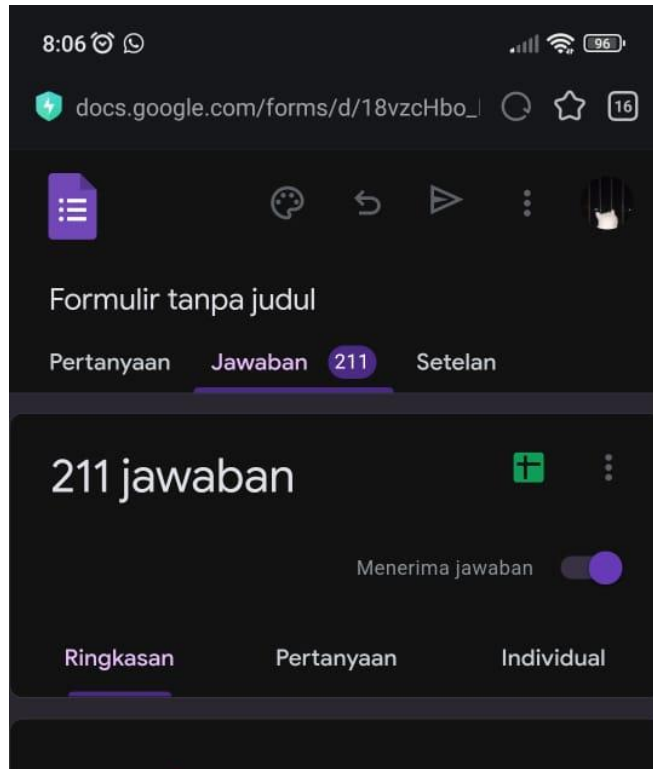 8:06 96
docs.google.com/forms/d/18vzcHbo_ 16
Formulir tanpa judul
Pertanyaan Jawaban 211 Setelan
211 jawaban
Menerima jawaban
Ringkasan Pertanyaan Individual